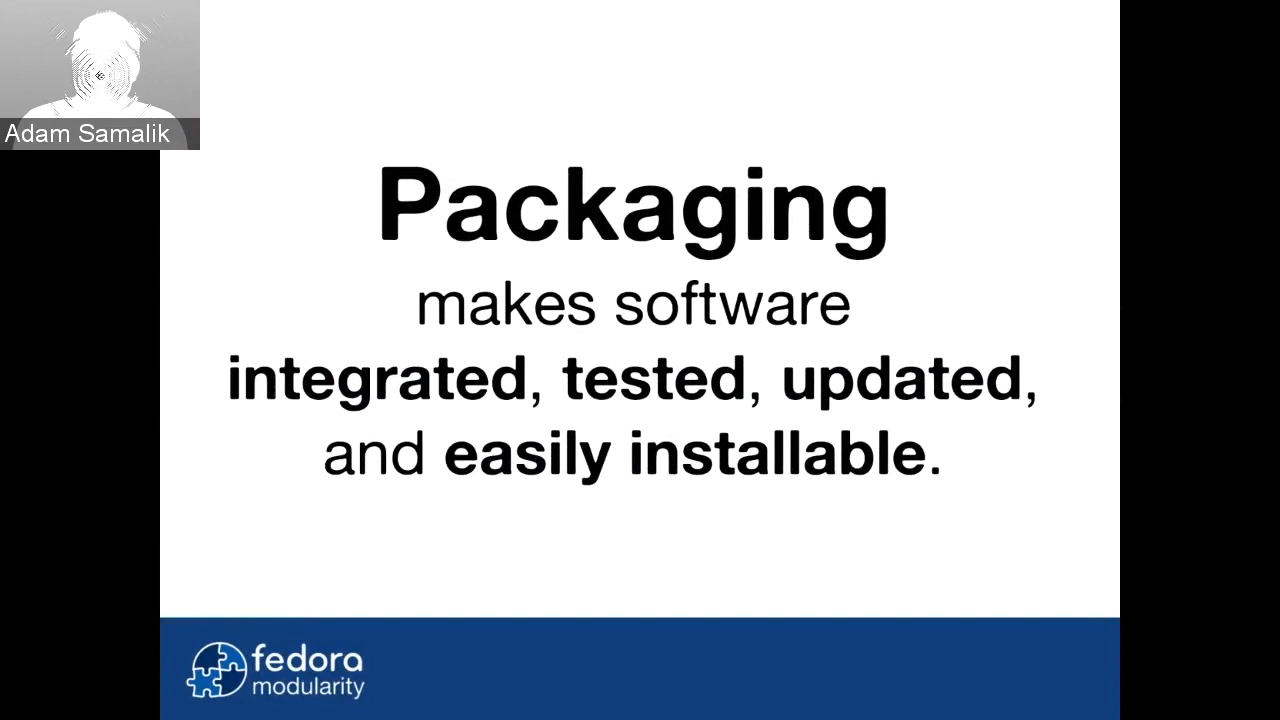 Adam Samalik
Packaging
makes software
integrated, tested, updated,
and easily installable.
fedora
modularity